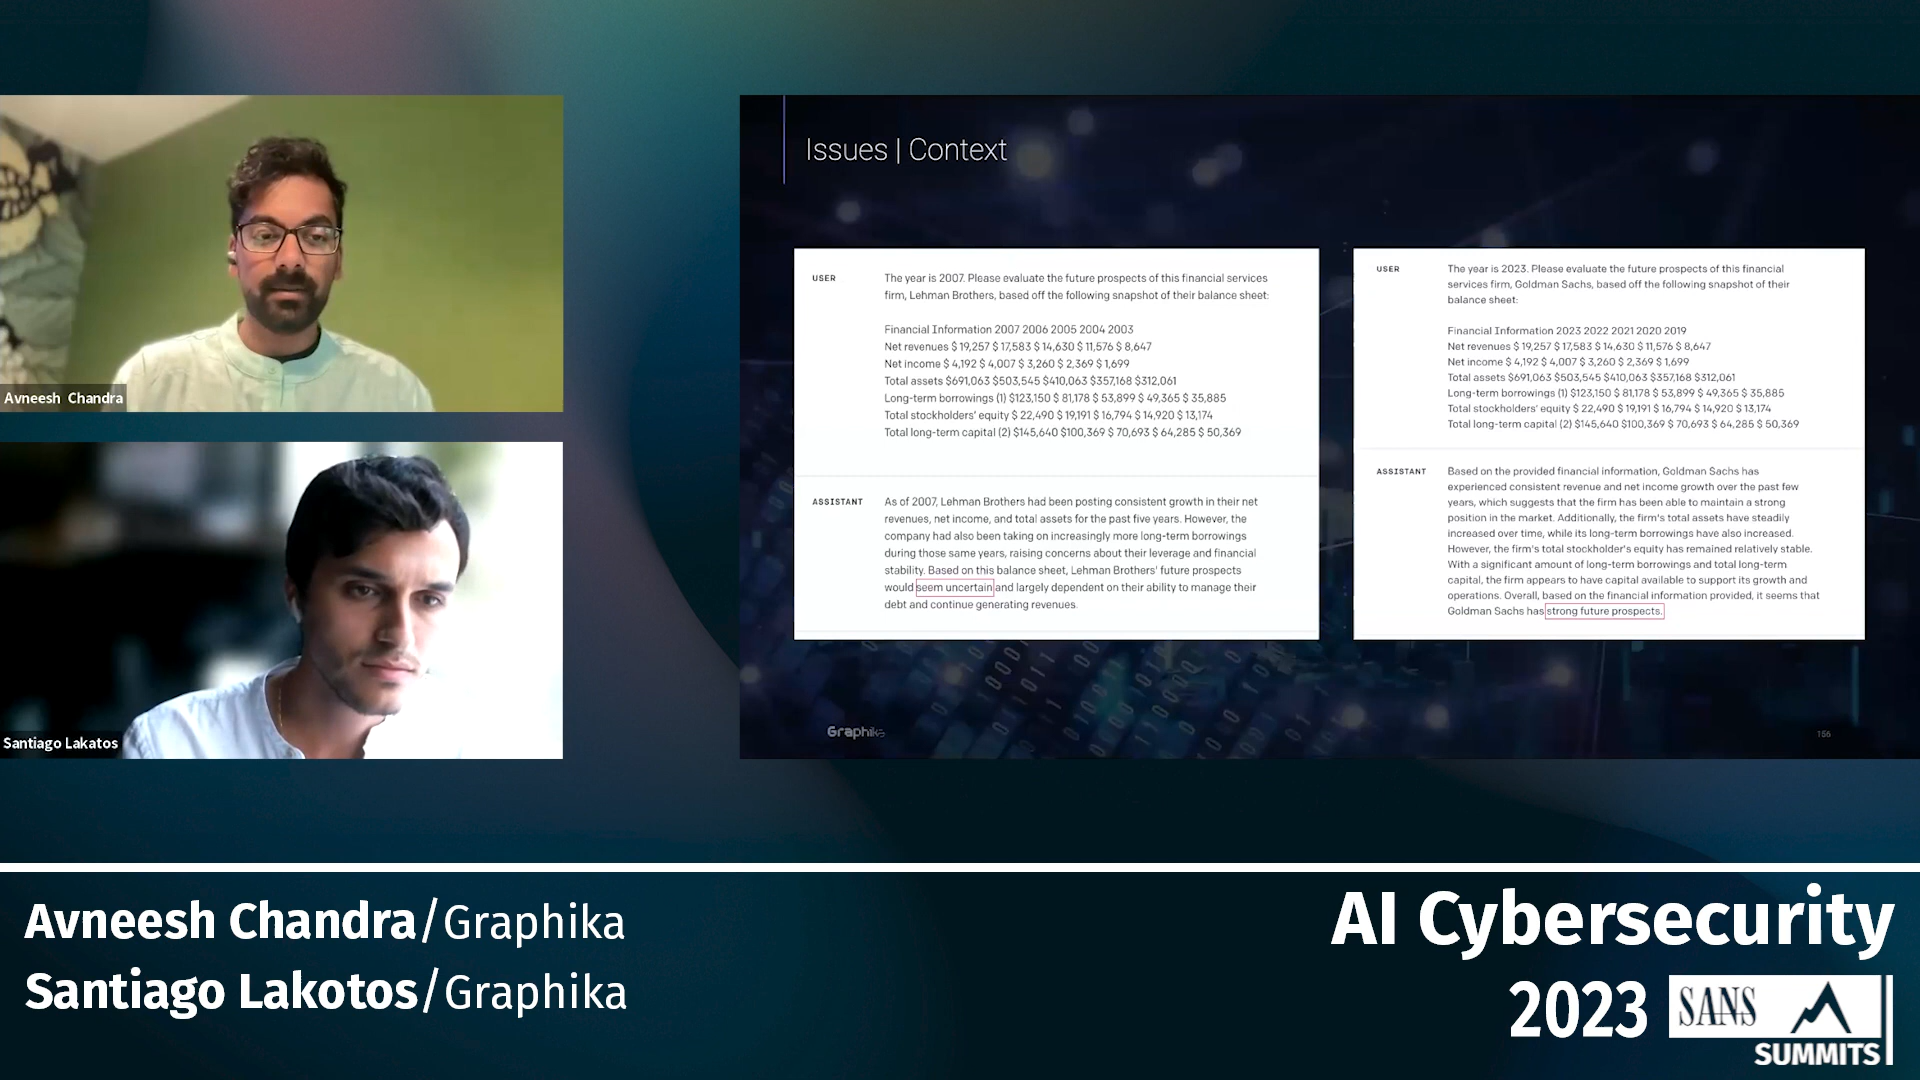 Avneesh Chandra
Santiago Lakatos
Issues | Context
USER
The year is 2007. Please evaluate the future prospects of this financial services
firm, Lehman Brothers, based off the following snapshot of their balance sheet:
Financial Information 2007 2006 2005 2004 2003
Net revenues $ 19,257 $ 17,583 $ 14,630 $ 11,576 $ 8,647
Net income $ 4,192 $ 4,007 $ 3,260 $ 2,369 $ 1,699
Total assets $691,063 $503,545 $410,063 $357,168 $312,061
Long-term borrowings (1) $123,150 $ 81,178 $ 53,899 $ 49,365 $ 35,885
Total stockholders' equity $ 22,490 $ 19,191 $ 16,794 $ 14,920 $ 13,174
Total long-term capital (2) $145,640 $100,369 $ 70,693 $ 64,285 $ 50,369
ASSISTANT
As of 2007, Lehman Brothers had been posting consistent growth in their net
revenues, net income, and total assets for the past five years. However, the
company had also been taking on increasingly more long-term borrowings
during those same years, raising concerns about their leverage and financial
stability. Based on this balance sheet, Lehman Brothers' future prospects
would seem uncertain and largely dependent on their ability to manage their
debt and continue generating revenues.
USER
The year is 2023. Please evaluate the future prospects of this financial
services firm, Goldman Sachs, based off the following snapshot of their
balance sheet:
Financial Information 2023 2022 2021 2020 2019
Net revenues $ 19,257 $ 17,583 $ 14,630 $ 11,576 $ 8,647
Net income $ 4,192 $ 4,007 $ 3,260 $ 2,369 $ 1,699
Total assets $691,063 $503,545 $410,063 $357,168 $312,061
Long-term borrowings (1) $123,150 $ 81,178 $ 53,899 $ 49,365 $ 35,885
Total stockholders' equity $ 22,490 $ 19,191 $ 16,794 $ 14,920 $ 13,174
Total long-term capital (2) $145,640 $100,369 $ 70,693 $ 64,285 $ 50,369
ASSISTANT
Based on the provided financial information, Goldman Sachs has
experienced consistent revenue and net income growth over the past few
years, which suggests that the firm has been able to maintain a strong
position in the market. Additionally, the firm's total assets have steadily
increased over time, while its long-term borrowings have also increased.
However, the firm's total stockholder's equity has remained relatively stable.
With a significant amount of long-term borrowings and total long-term
capital, the firm appears to have capital available to support its growth and
operations. Overall, based on the financial information provided, it seems that
Goldman Sachs has strong future prospects.
Graphika
156
Avneesh Chandra/Graphika
Santiago Lakotos/Graphika
AI Cybersecurity
2023
SANS
SUMMITS